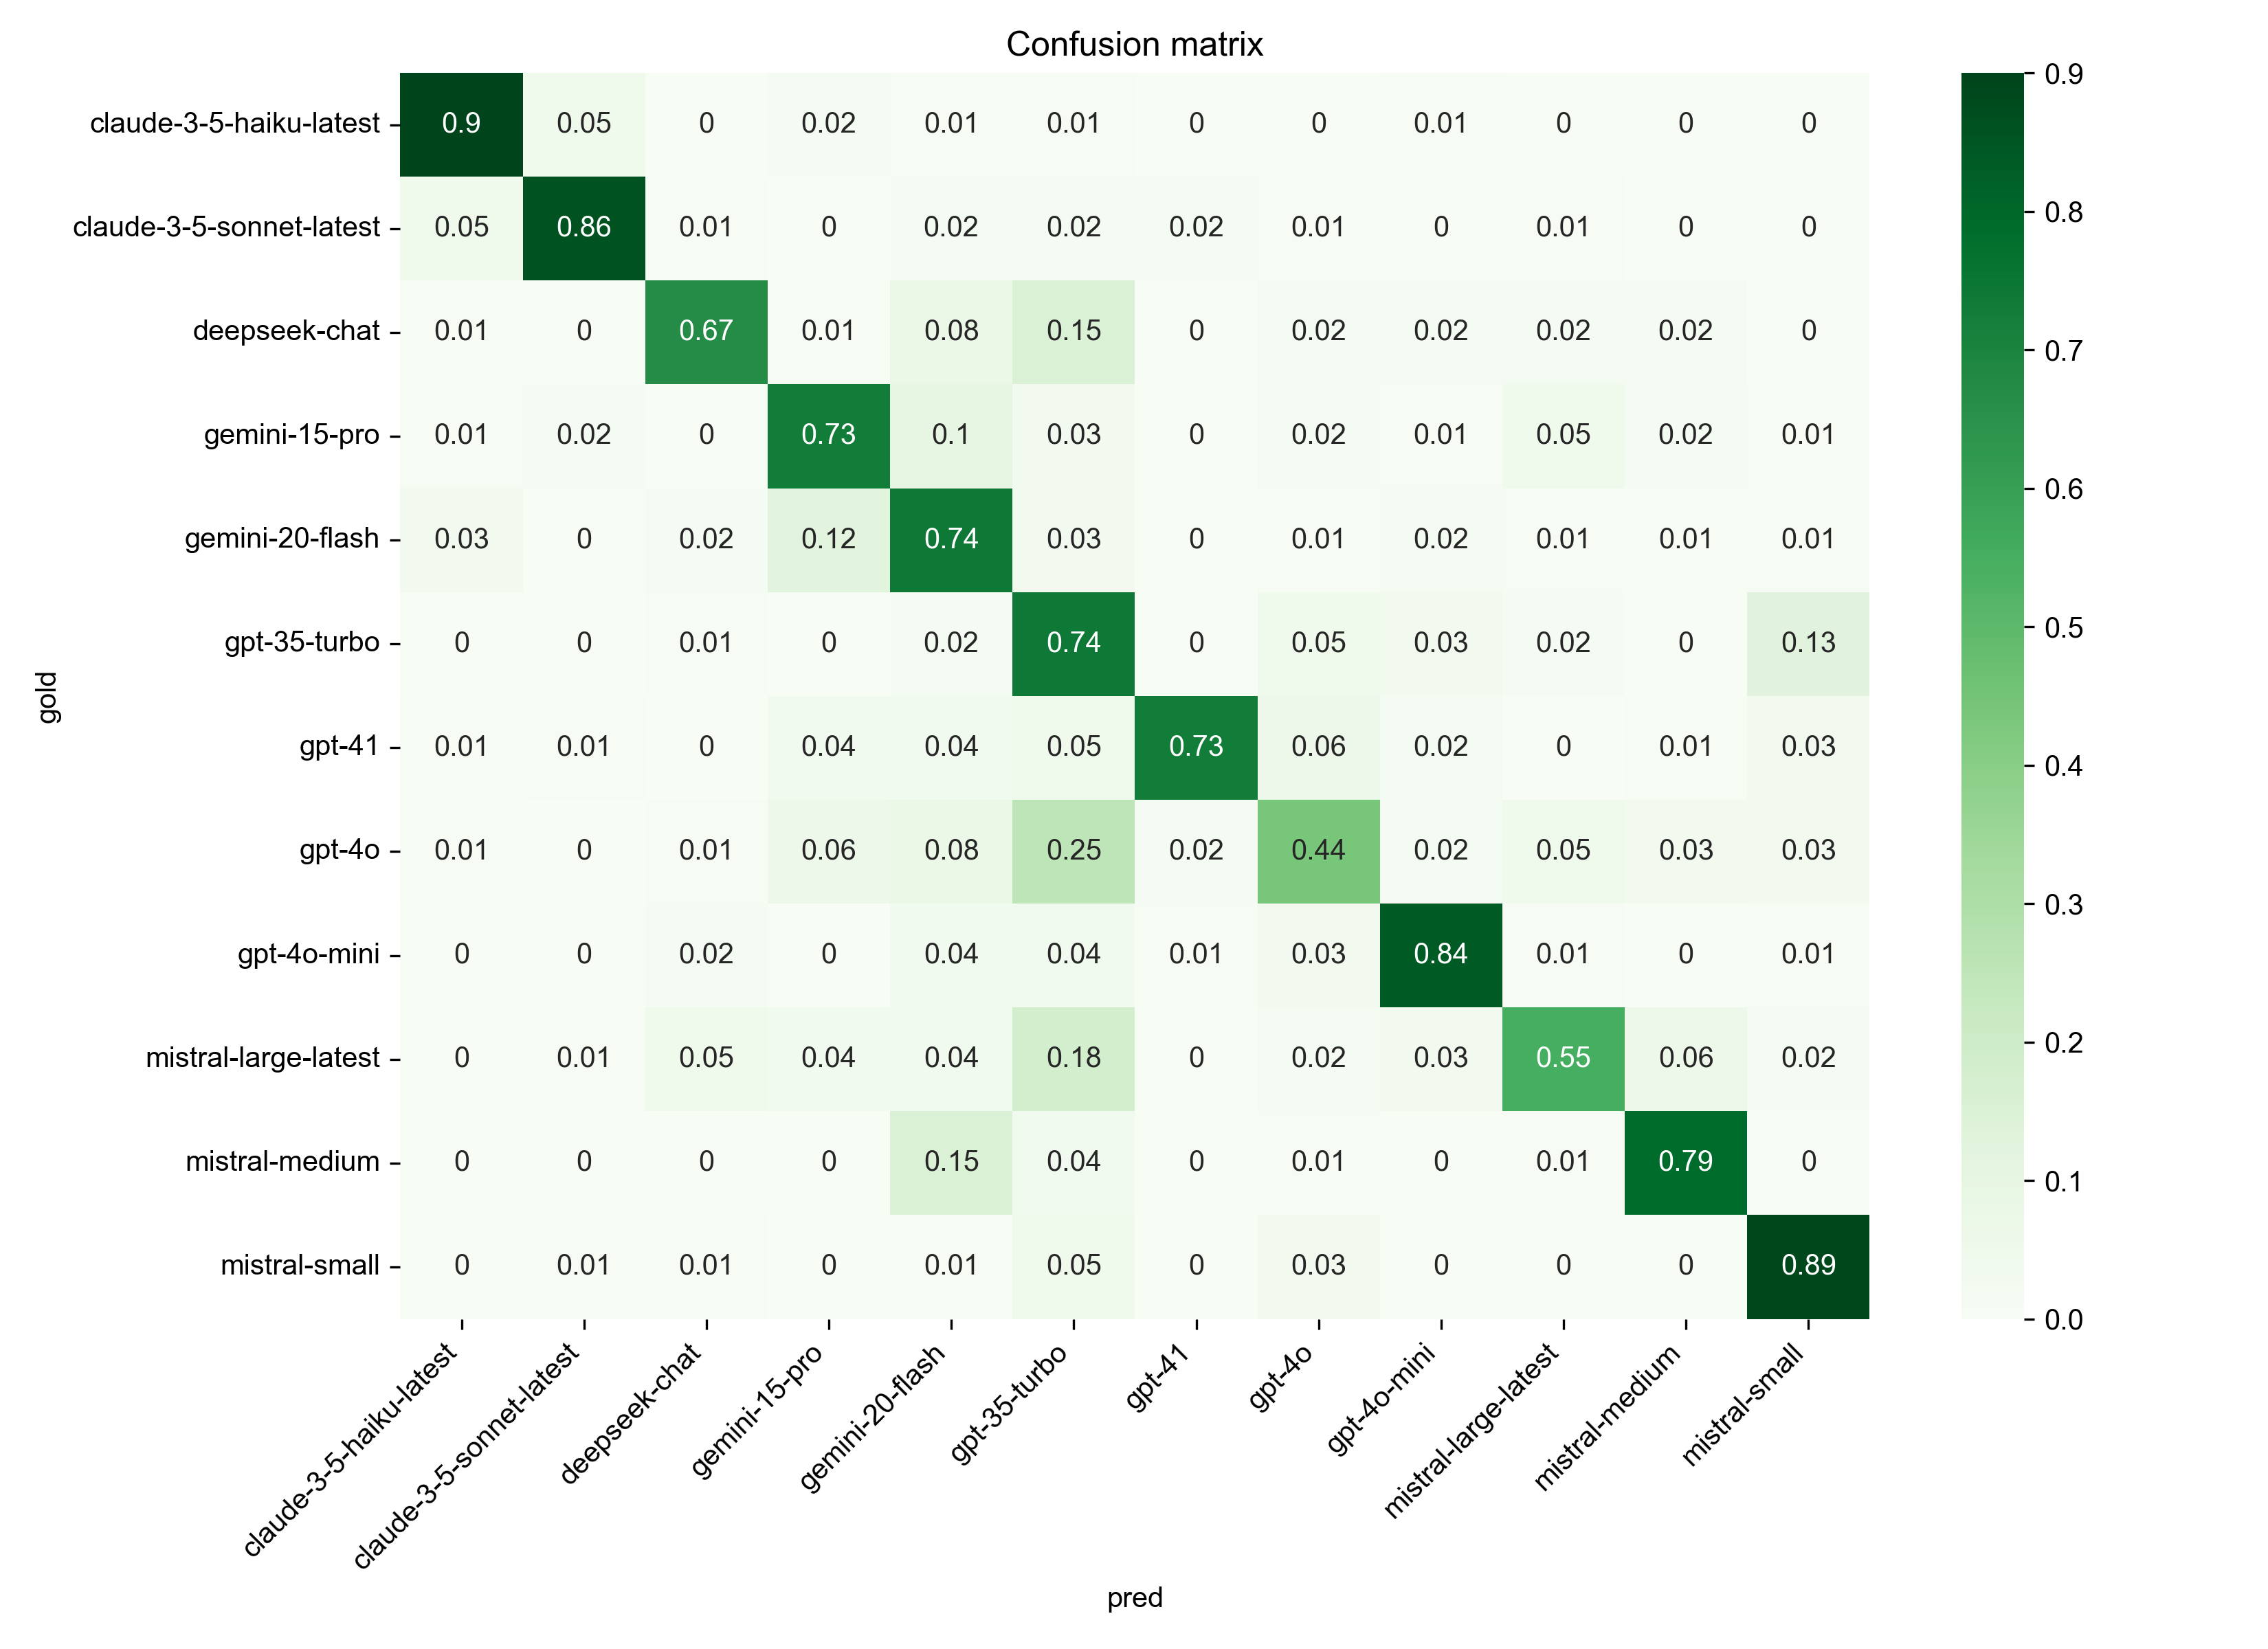 Confusion matrix
claude-3-5-haiku-latest 0.9 0.05 0 0.02 0.01 0.01 0 0 0.01 0 0 0
claude-3-5-sonnet-latest 0.05 0.86 0.01 0 0.02 0.02 0.02 0.01 0 0.01 0 0
deepseek-chat 0.01 0 0.67 0.01 0.08 0.15 0 0.02 0.02 0.02 0.02 0
gemini-15-pro 0.01 0.02 0 0.73 0.1 0.03 0 0.02 0.01 0.05 0.02 0.01
gemini-20-flash 0.03 0 0.02 0.12 0.74 0.03 0 0.01 0.02 0.01 0.01 0.01
gpt-35-turbo 0 0 0.01 0 0.02 0.74 0 0.05 0.03 0.02 0 0.13
gpt-41 0.01 0.01 0 0.04 0.04 0.05 0.73 0.06 0.02 0 0.01 0.03
gpt-4o 0.01 0 0.01 0.06 0.08 0.25 0.02 0.44 0.02 0.05 0.03 0.03
gpt-4o-mini 0 0 0.02 0 0.04 0.04 0.01 0.03 0.84 0.01 0 0.01
mistral-large-latest 0 0.01 0.05 0.04 0.04 0.18 0 0.02 0.03 0.55 0.06 0.02
mistral-medium 0 0 0 0 0.15 0.04 0 0.01 0 0.01 0.79 0
mistral-small 0 0.01 0.01 0 0.01 0.05 0 0.03 0 0 0 0.89
gold
claude-3-5-haiku-latest
claude-3-5-sonnet-latest
deepseek-chat
gemini-15-pro
gemini-20-flash
gpt-35-turbo
gpt-41
gpt-4o
gpt-4o-mini
mistral-large-latest
mistral-medium
mistral-small
pred
0.9
0.8
0.7
0.6
0.5
0.4
0.3
0.2
0.1
0.0